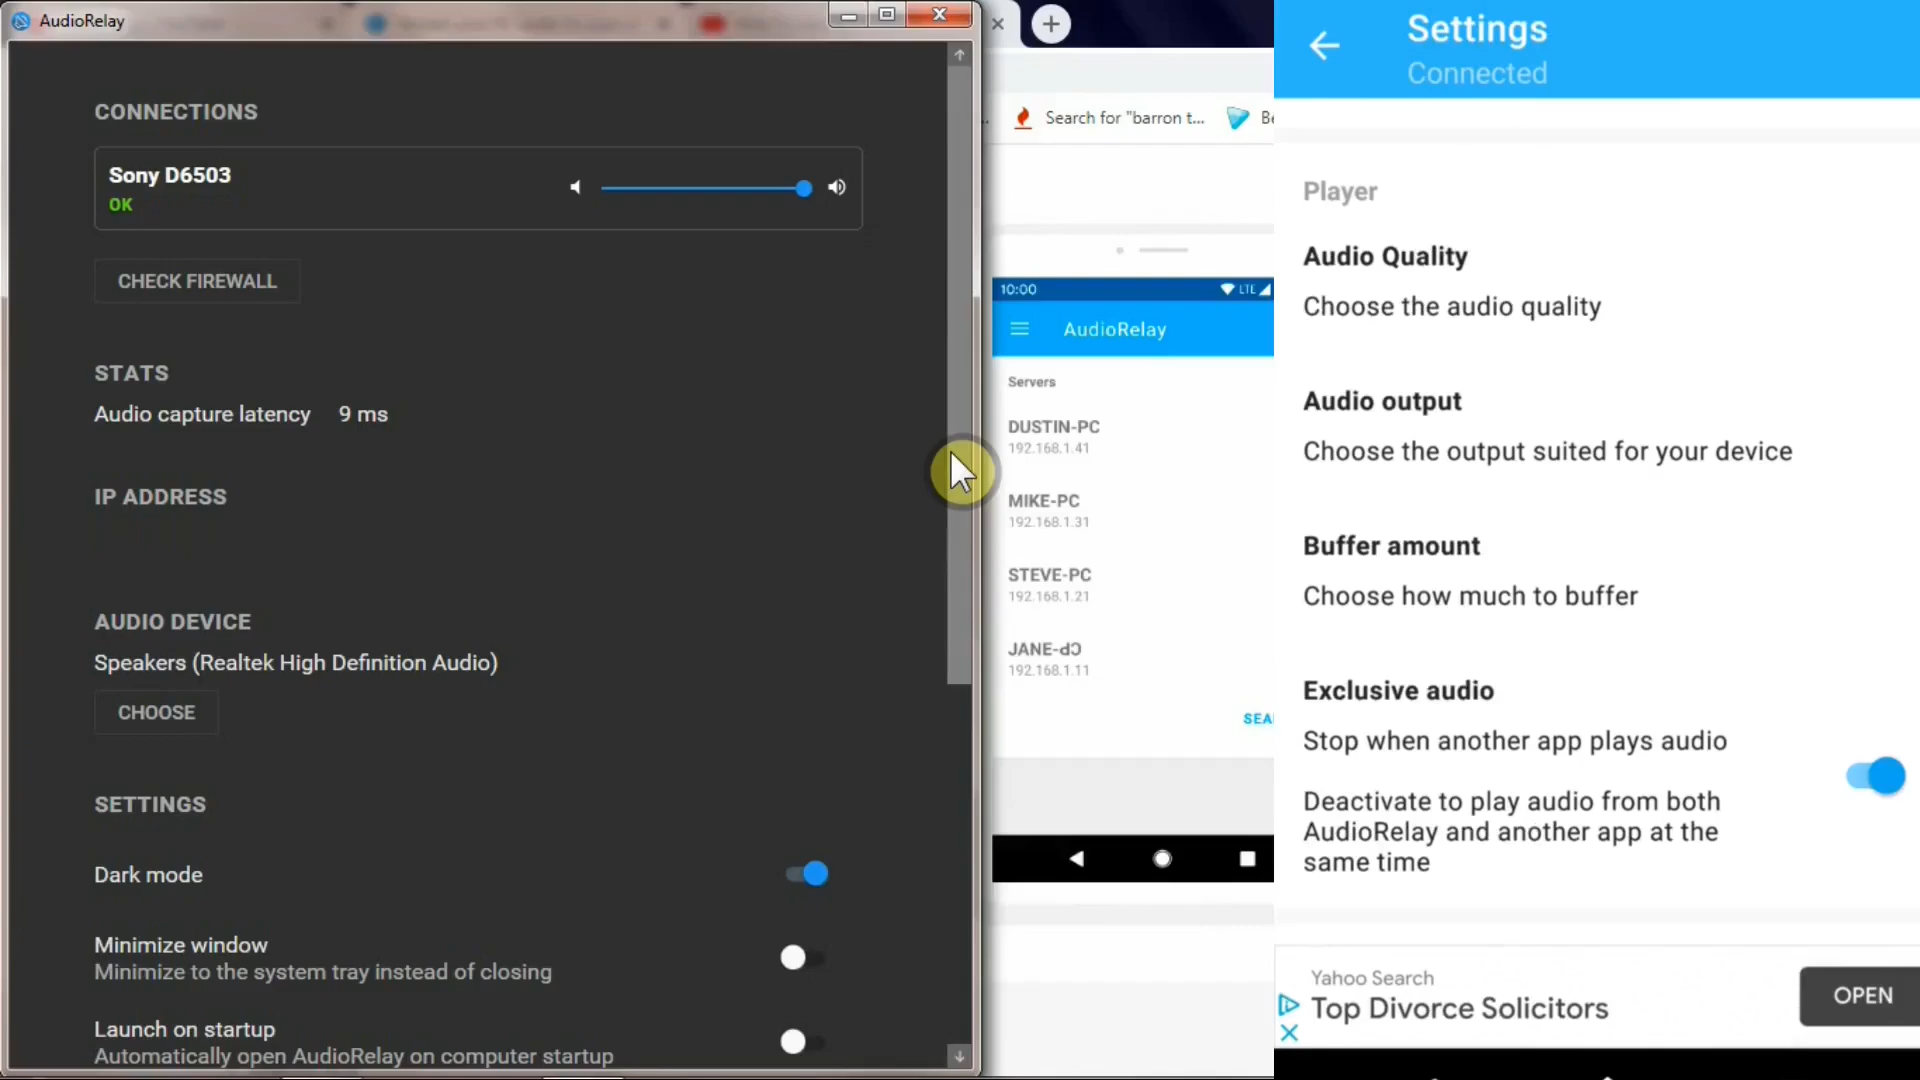 AudioRelay
CONNECTIONS
Sony D6503
OK
CHECK FIREWALL
STATS
Audio capture latency 9 ms
IP ADDRESS
AUDIO DEVICE
Speakers (Realtek High Definition Audio)
CHOOSE
SETTINGS
Dark mode
Minimize window
Minimize to the system tray instead of closing
Launch on startup
Automatically open AudioRelay on computer startup
Search for "barron t...
10:00
LTE
AudioRelay
Servers
DUSTIN-PC
192.168.1.41
MIKE-PC
192.168.1.31
STEVE-PC
192.168.1.21
192.168.1.11
Settings
Connected
Player
Audio Quality
Choose the audio quality
Audio output
Choose the output suited for your device
Buffer amount
Choose how much to buffer
Exclusive audio
Stop when another app plays audio
Deactivate to play audio from both
AudioRelay and another app at the
same time
Yahoo Search
Top Divorce Solicitors
OPEN